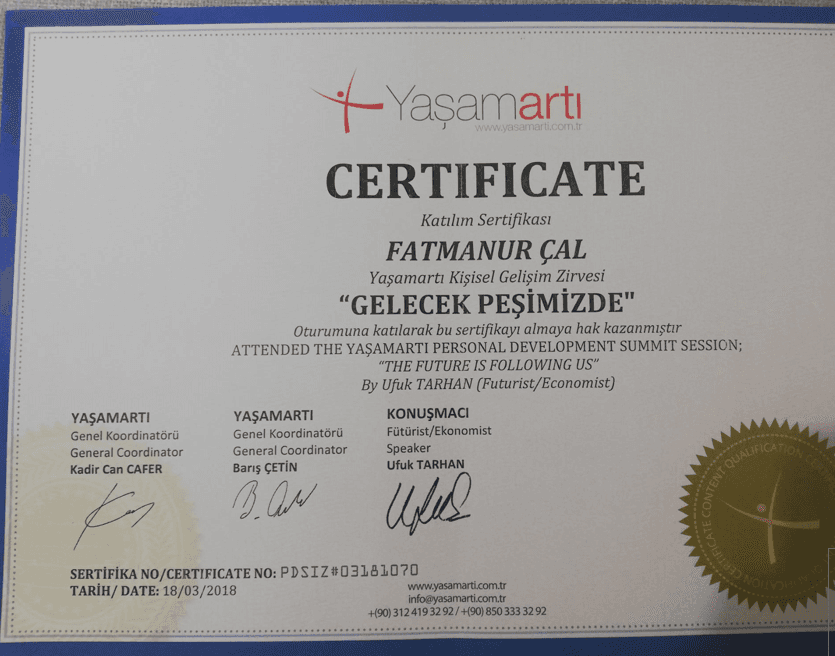 Yaşamartı
www.yasamarti.com.tr
CERTIFICATE
Katılım Sertifikası
FATMANUR ÇAL
Yaşamartı Kişisel Gelişim Zirvesi
“GELECEK PEŞİMİZDE"
Oturumuna katılarak bu sertifikayı almaya hak kazanmıştır
ATTENDED THE YAŞAMARTI PERSONAL DEVELOPMENT SUMMIT SESSION;
“THE FUTURE IS FOLLOWING US”
By Ufuk TARHAN (Futurist/Economist)
YAŞAMARTI
Genel Koordinatörü
General Coordinator
Kadir Can CAFER
YAŞAMARTI
Genel Koordinatörü
General Coordinator
Barış ÇETİN
KONUŞMACI
Fütürist/Ekonomist
Speaker
Ufuk TARHAN
CERTIFICATE CONTENT QUALIFICATION
SERTİFİKA NO/CERTIFICATE NO: PDSIZ#03181070
TARİH/ DATE: 18/03/2018
www.yasamarti.com.tr
info@yasamarti.com.tr
+(90) 312 419 32 92 / +(90) 850 333 32 92